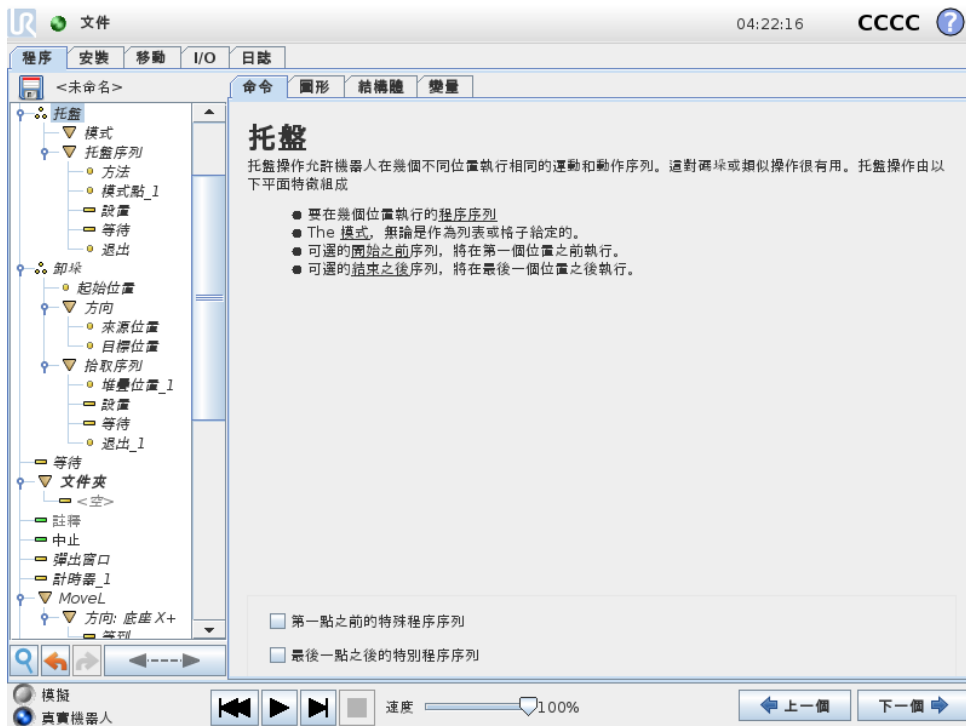 文件
04:22:16
CCCC
?
程序
安裝
移動
I/O
日誌
<未命名>
命令
圖形
結構體
變量
托盤
模式
托盤序列
方法
模式點_1
設置
等待
退出
卸垛
起始位置
方向
來源位置
目標位置
拾取序列
堆疊位置_1
設置
等待
退出_1
等待
文件夾
<空>
註釋
中止
彈出窗口
計時器_1
MoveL
方向: 底座 X+
等到
托盤
托盤操作允許機器人在幾個不同位置執行相同的運動和動作序列。這對碼垛或類似操作很有用。托盤操作由以
下平面特徵組成
要在幾個位置執行的程序序列
The 模式, 無論是作為列表或格子給定的。
可選的開始之前序列, 將在第一個位置之前執行。
可選的結束之後序列, 將在最後一個位置之後執行。
第一點之前的特殊程序序列
最後一點之後的特別程序序列
模擬
真實機器人
速度
100%
上一個
下一個